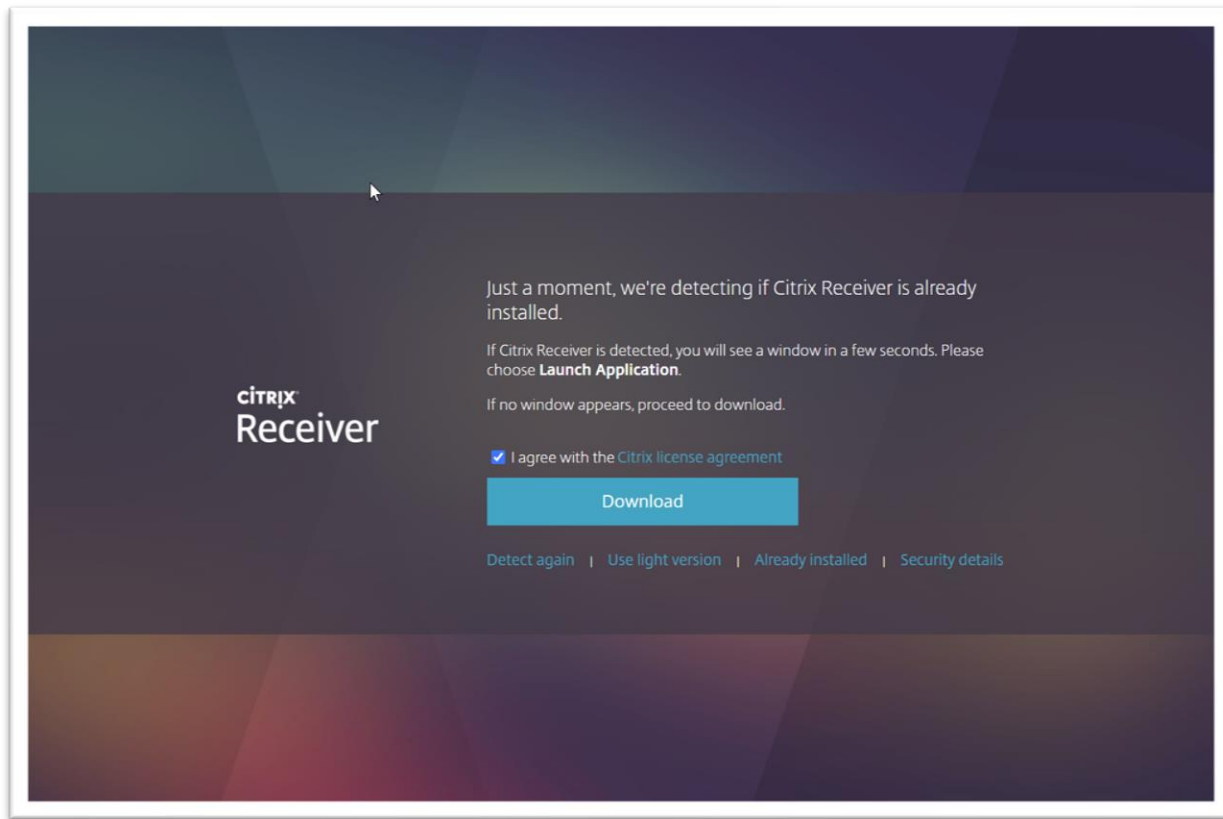 Just a moment, we're detecting if Citrix Receiver is already
installed.
If Citrix Receiver is detected, you will see a window in a few seconds. Please
choose Launch Application.
If no window appears, proceed to download.
CİTRIX
Receiver
I agree with the Citrix license agreement
Download
Detect again | Use light version | Already installed | Security details